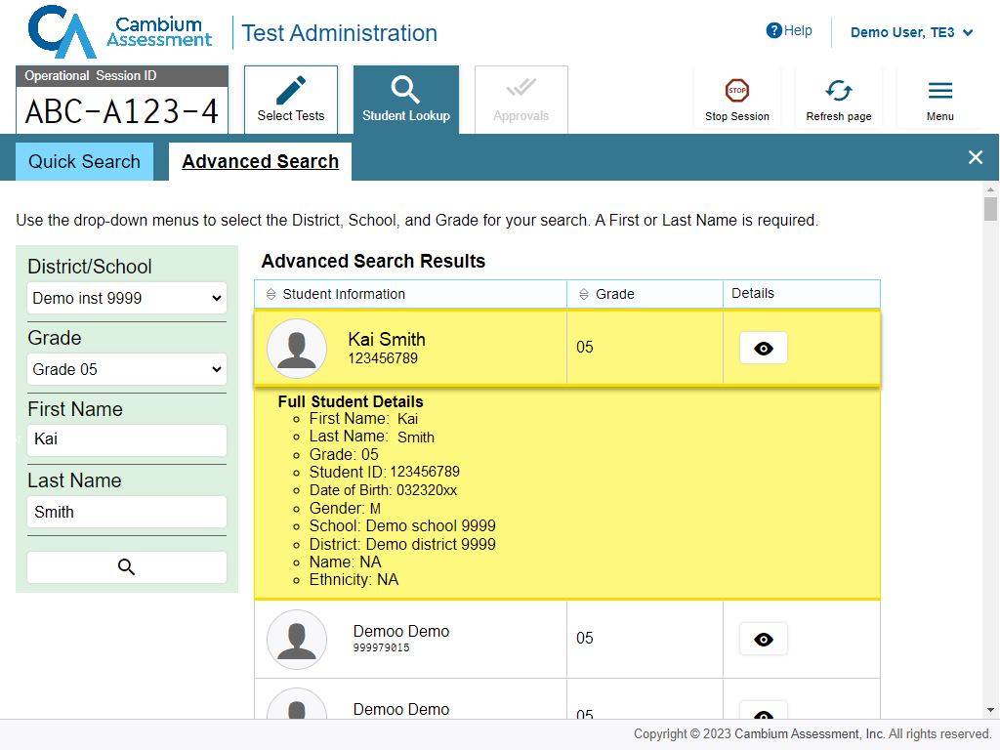 Cambium
Assessment
Test Administration
Help
Demo User, TE3
Operational Session ID
ABC-A123-4
Select Tests
Student Lookup
Approvals
STOP
Stop Session
Refresh page
Menu
Quick Search
Advanced Search
Use the drop-down menus to select the District, School, and Grade for your search. A First or Last Name is required.
District/School
Demo inst 9999
Grade
Grade 05
First Name
Kai
Last Name
Smith
Advanced Search Results
Student Information Grade Details
Kai Smith
123456789
05
Full Student Details
First Name: Kai
Last Name: Smith
Grade: 05
Student ID: 123456789
Date of Birth: 032320xx
Gender: M
School: Demo school 9999
District: Demo district 9999
Name: NA
Ethnicity: NA
Demoo Demo
999979015
05
Demoo Demo
05
Copyright © 2023 Cambium Assessment, Inc. All rights reserved.